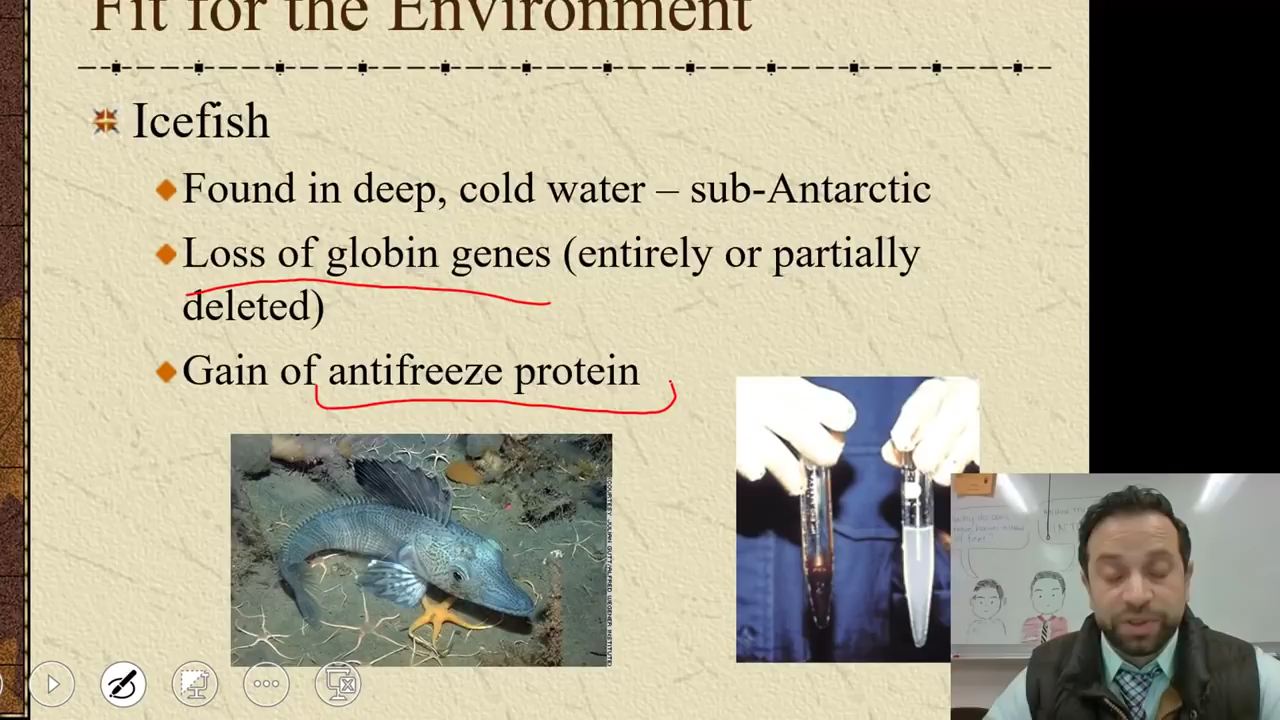 Fit for the Environment
Icefish
Found in deep, cold water – sub-Antarctic
Loss of globin genes (entirely or partially
deleted)
Gain of antifreeze protein